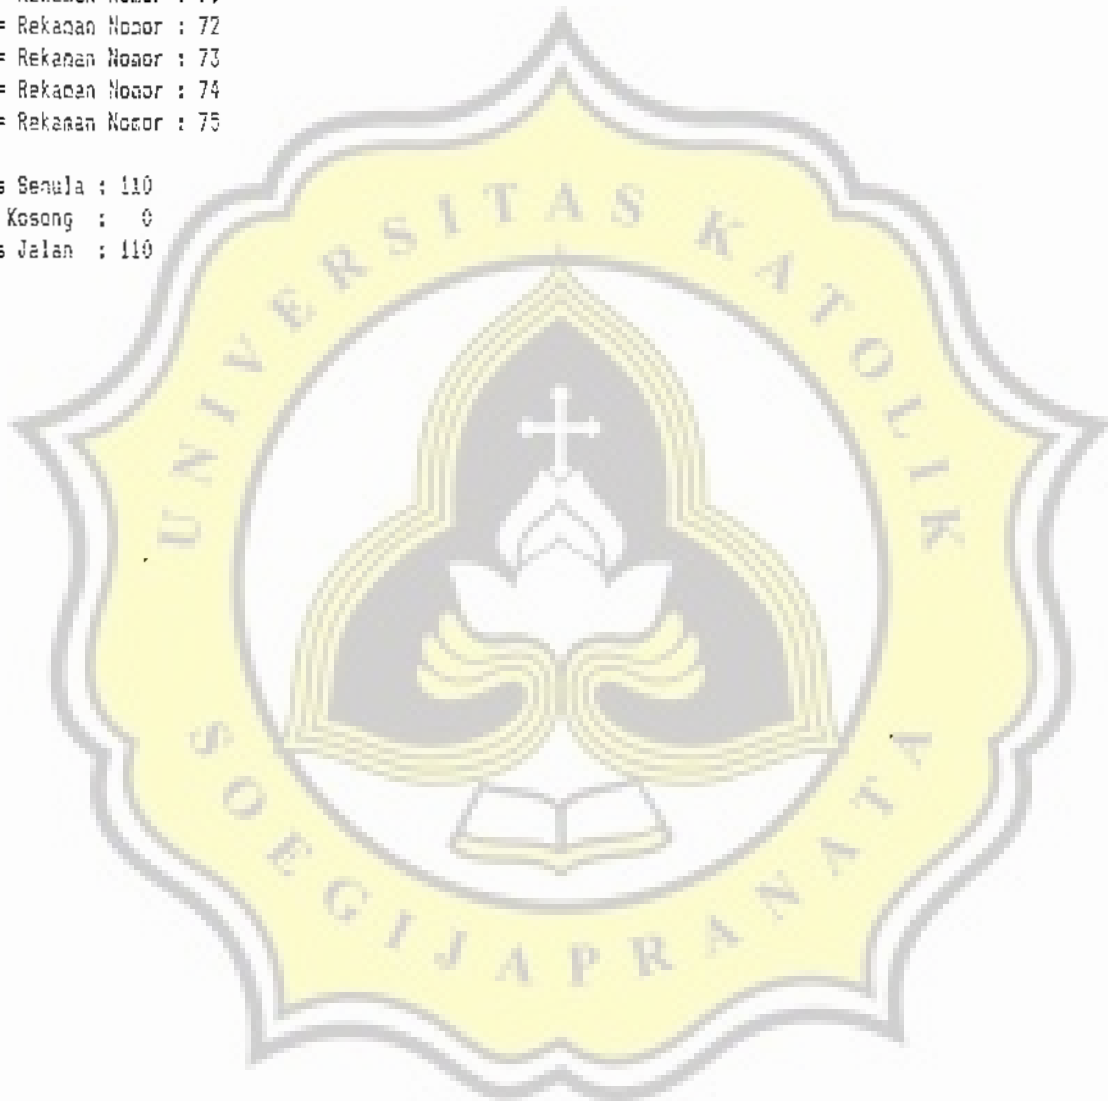 = Rekaman Nomor : 72
= Rekaman Nomor : 73
= Rekaman Nomor : 74
= Rekaman Nomor : 75
s Semula : 110
Kosong : 0
s Jalan : 110
UNIVERSITAS KATOLIK
SOEGIJAPRANATA